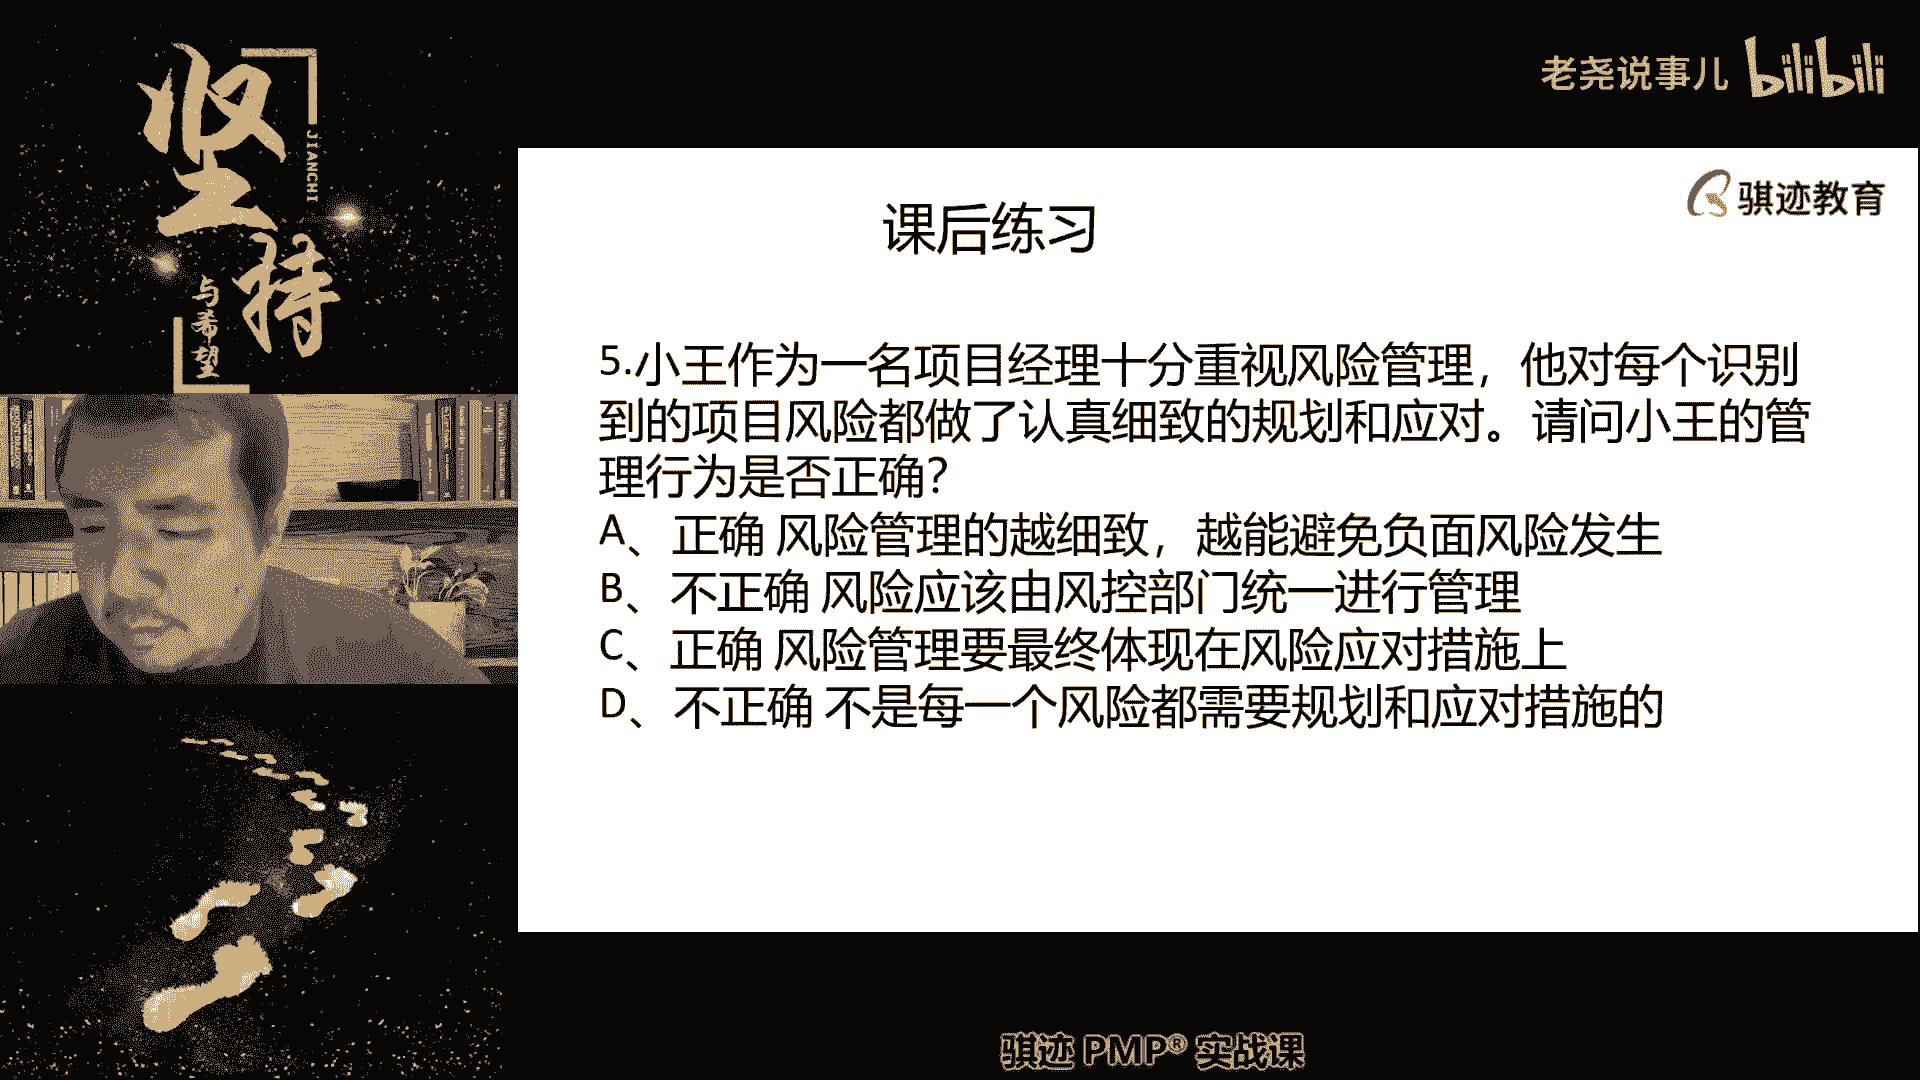 坚持
JIANCHI
与希望
老尧说事儿 bilibili
骐迹教育
课后练习
5.小王作为一名项目经理十分重视风险管理，他对每个识别
到的项目风险都做了认真细致的规划和应对。请问小王的管
理行为是否正确？
A、正确 风险管理的越细致，越能避免负面风险发生
B、不正确 风险应该由风控部门统一进行管理
C、正确 风险管理要最终体现在风险应对措施上
D、不正确 不是每一个风险都需要规划和应对措施的
骐迹 PMP® 实战课